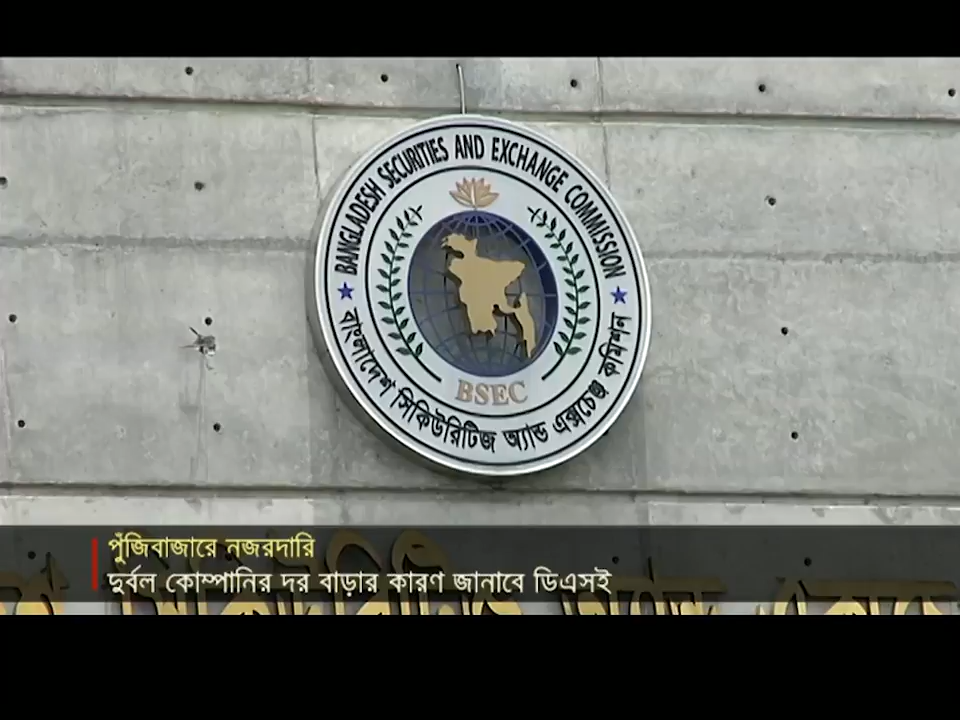 BANGLADESH SECURITIES AND EXCHANGE COMMISSION
BSEC
বাংলাদেশ সিকিউরিটিজ অ্যান্ড এক্সচেঞ্জ কমিশন
পুঁজিবাজারে নজরদারি
দুর্বল কোম্পানির দর বাড়ার কারণ জানাবে ডিএসই